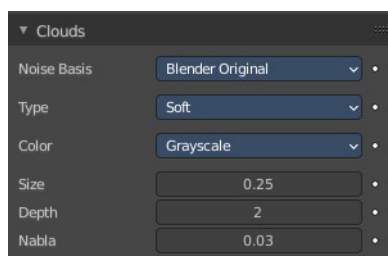 Clouds
Noise Basis Blender Original
Type Soft
Color Grayscale
Size 0.25
Depth 2
Nabla 0.03